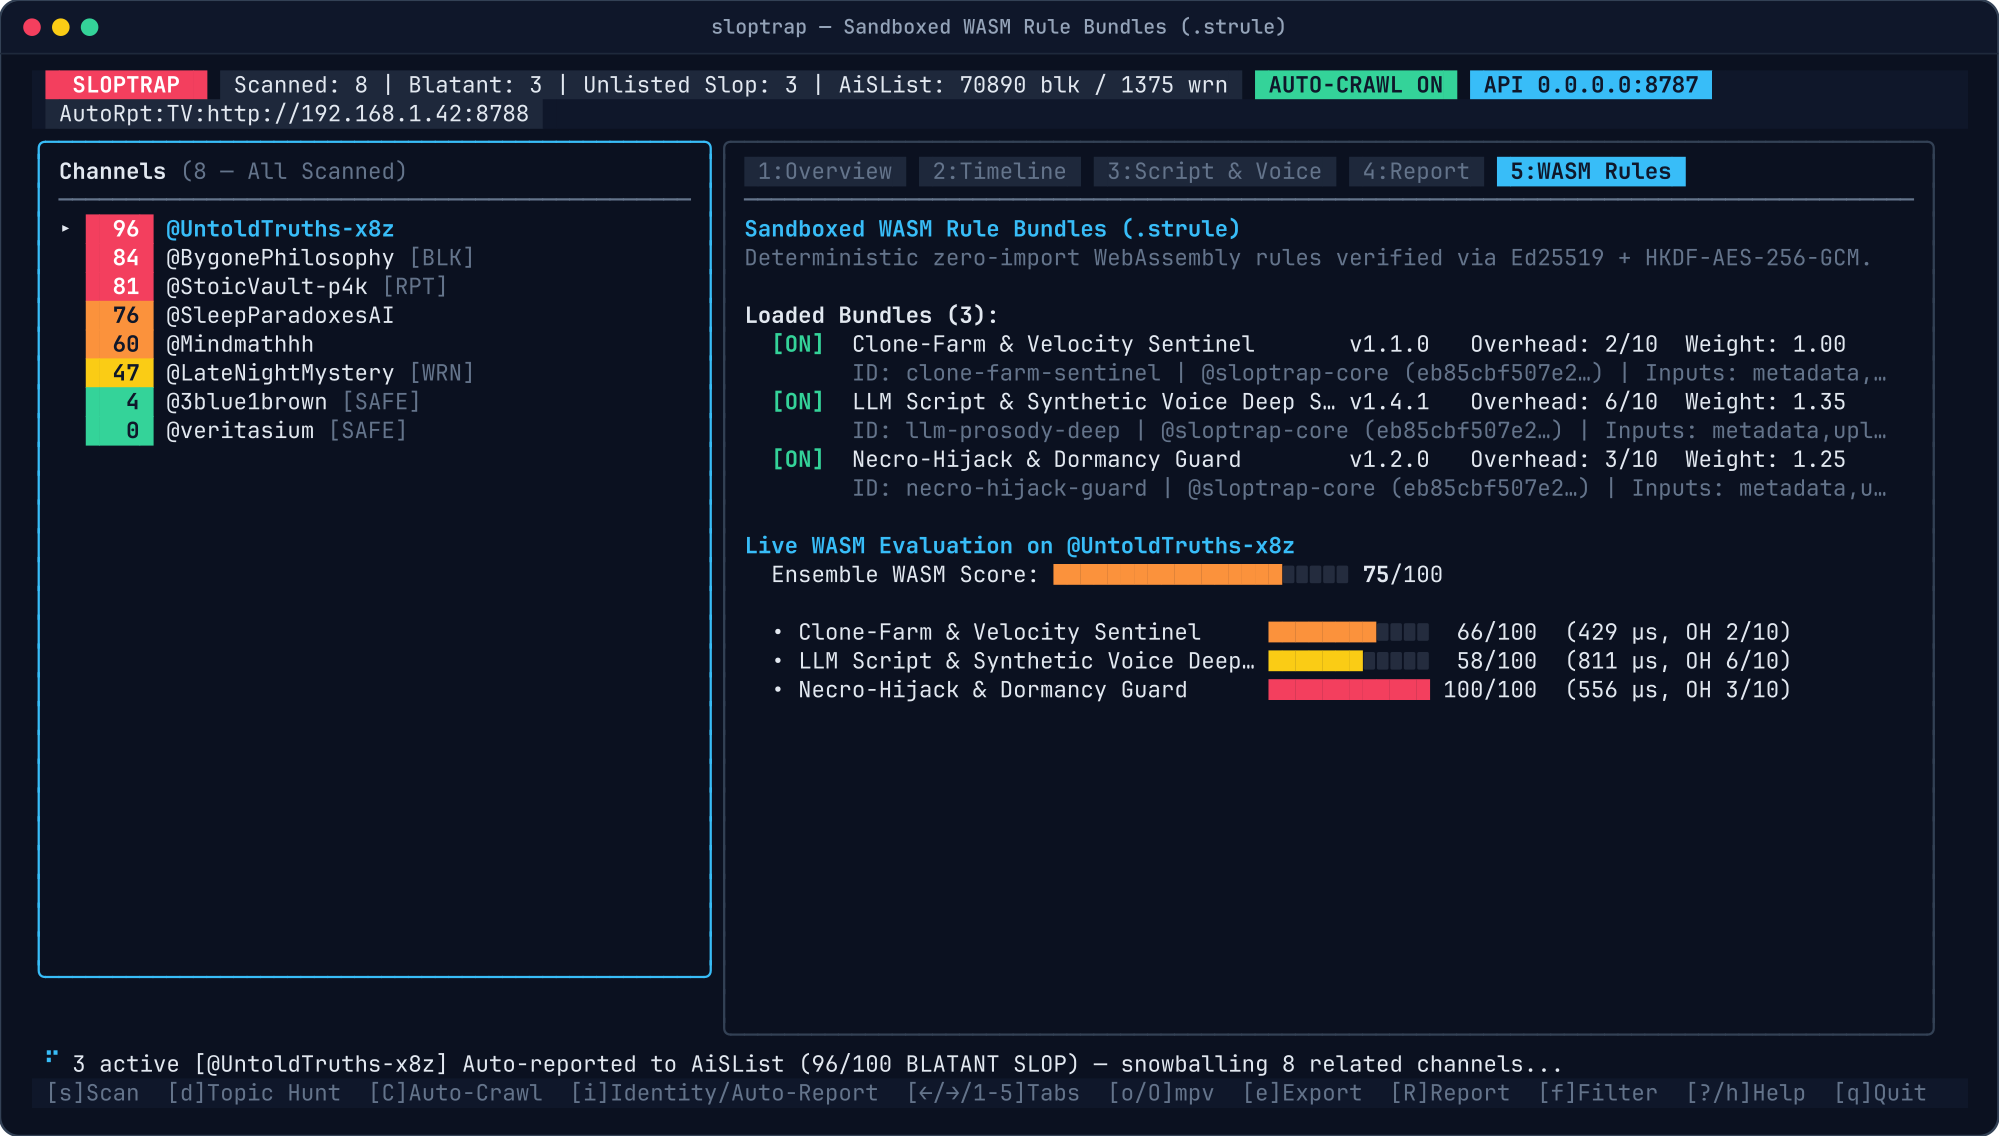 sloptrap — Sandboxed WASM Rule Bundles (.strule)
SLOPTRAP Scanned: 8 | Blatant: 3 | Unlisted Slop: 3 | AiSList: 70890 blk / 1375 wrn AUTO-CRAWL ON API 0.0.0.0:8787
AutoRpt:TV:http://192.168.1.42:8788
Channels (8 — All Scanned)
▸ 96 @UntoldTruths-x8z
84 @BygonePhilosophy [BLK]
81 @StoicVault-p4k [RPT]
76 @SleepParadoxesAI
60 @Mindmathhh
47 @LateNightMystery [WRN]
4 @3blue1brown [SAFE]
0 @veritasium [SAFE]
1:Overview 2:Timeline 3:Script & Voice 4:Report 5:WASM Rules
Sandboxed WASM Rule Bundles (.strule)
Deterministic zero-import WebAssembly rules verified via Ed25519 + HKDF-AES-256-GCM.
Loaded Bundles (3):
[ON] Clone-Farm & Velocity Sentinel v1.1.0 Overhead: 2/10 Weight: 1.00
ID: clone-farm-sentinel | @sloptrap-core (eb85cbf507e2…) | Inputs: metadata,…
[ON] LLM Script & Synthetic Voice Deep S… v1.4.1 Overhead: 6/10 Weight: 1.35
ID: llm-prosody-deep | @sloptrap-core (eb85cbf507e2…) | Inputs: metadata,upl…
[ON] Necro-Hijack & Dormancy Guard v1.2.0 Overhead: 3/10 Weight: 1.25
ID: necro-hijack-guard | @sloptrap-core (eb85cbf507e2…) | Inputs: metadata,u…
Live WASM Evaluation on @UntoldTruths-x8z
Ensemble WASM Score: 75/100
• Clone-Farm & Velocity Sentinel 66/100 (429 µs, OH 2/10)
• LLM Script & Synthetic Voice Deep… 58/100 (811 µs, OH 6/10)
• Necro-Hijack & Dormancy Guard 100/100 (556 µs, OH 3/10)
3 active [@UntoldTruths-x8z] Auto-reported to AiSList (96/100 BLATANT SLOP) — snowballing 8 related channels...
[s]Scan [d]Topic Hunt [C]Auto-Crawl [i]Identity/Auto-Report [←/→/1-5]Tabs [o/O]mpv [e]Export [R]Report [f]Filter [?/h]Help [q]Quit